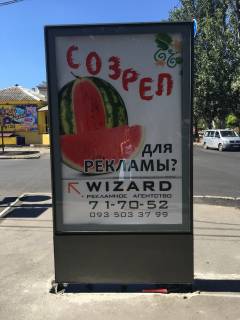 СОЗРЕЛ
ДЛЯ
РЕКЛАМЫ?
WIZARD
РЕКЛАМНОЕ АГЕНТСТВО
71-70-52
093 503 37 99